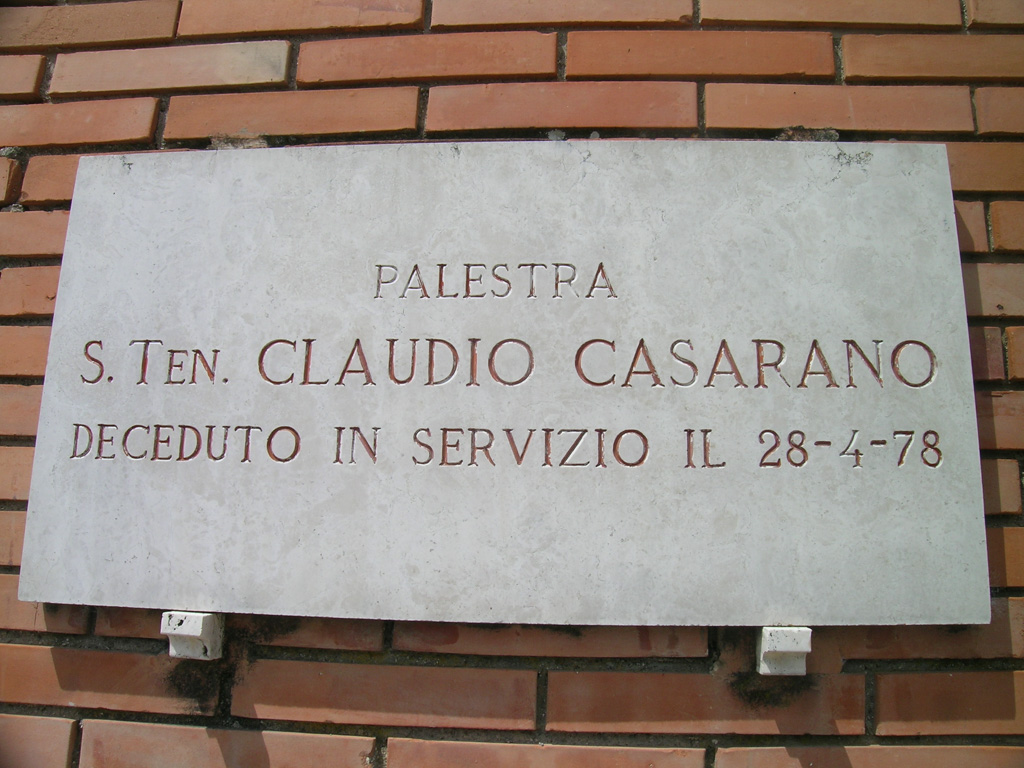 PALESTRA
S. TEN. CLAUDIO CASARANO
DECEDUTO IN SERVIZIO IL 28-4-78